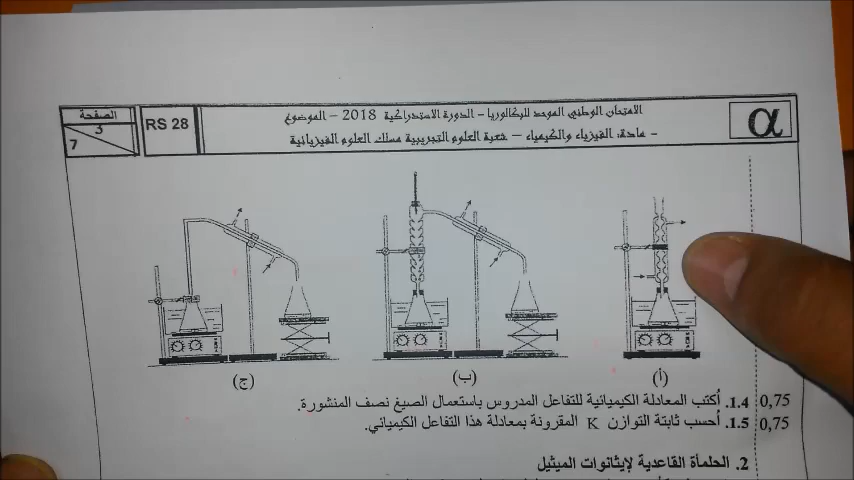 الامتحان الوطني الموحد للبكالوريا - الدورة الاستدراكية 2018 - الموضوع
- مادة: الفيزياء والكيمياء - شعبة العلوم التجريبية مسلك العلوم الفيزيائية
α
RS 28
الصفحة
3
7
(أ)
(ب)
(ج)
0,75 1.4. أكتب المعادلة الكيميائية للتفاعل المدروس باستعمال الصيغ نصف المنشورة.
0,75 1.5. أحسب ثابتة التوازن K المقرونة بمعادلة هذا التفاعل الكيميائي.
2. الحلمأة القاعدية لإيثانوات الميثيل